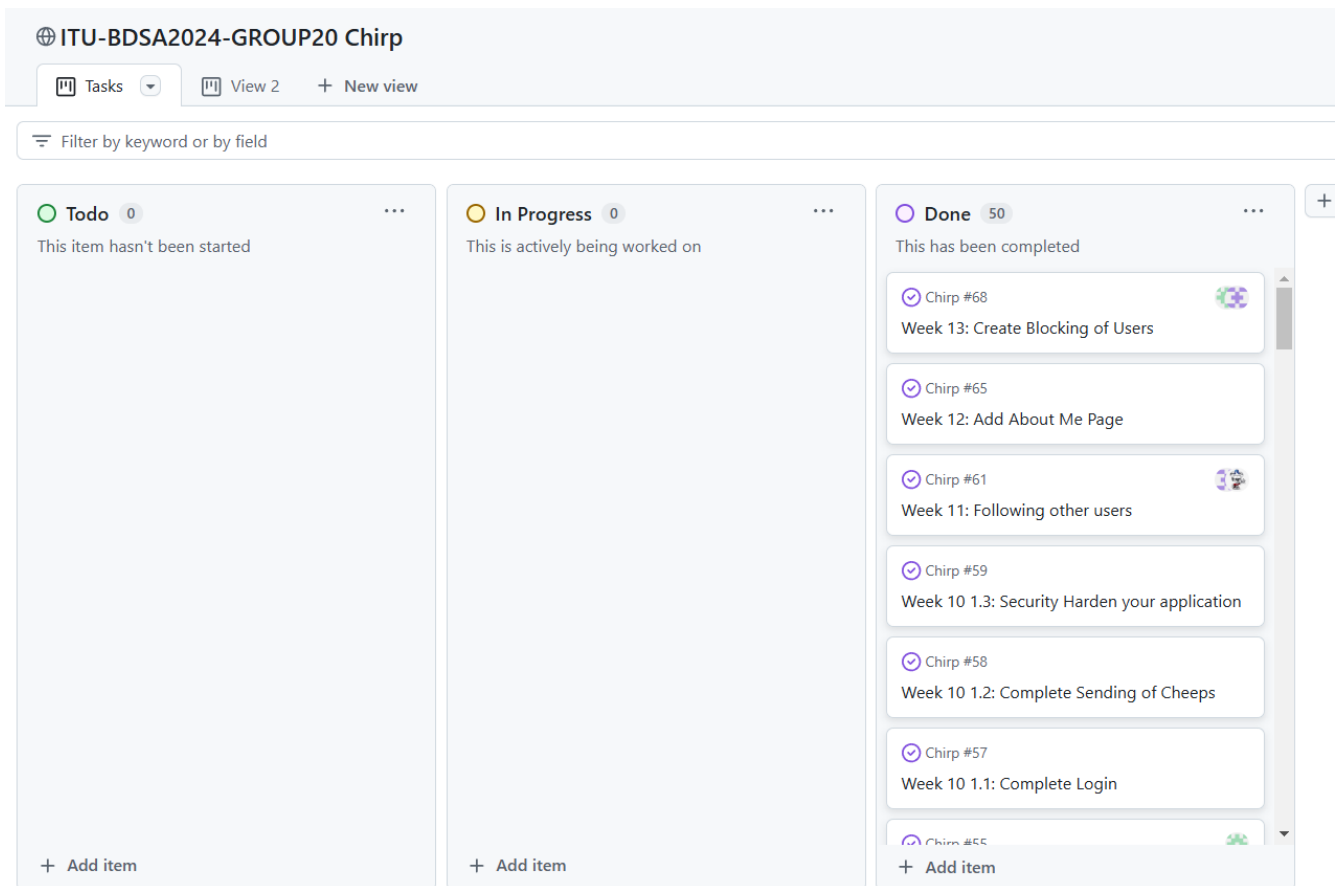 ITU-BDSA2024-GROUP20 Chirp
Tasks
View 2
New view
Filter by keyword or by field
Todo 0
This item hasn't been started
Add item
In Progress 0
This is actively being worked on
Add item
Done 50
This has been completed
Chirp #68
Week 13: Create Blocking of Users
Chirp #65
Week 12: Add About Me Page
Chirp #61
Week 11: Following other users
Chirp #59
Week 10 1.3: Security Harden your application
Chirp #58
Week 10 1.2: Complete Sending of Cheeps
Chirp #57
Week 10 1.1: Complete Login
Chirp #55
Add item